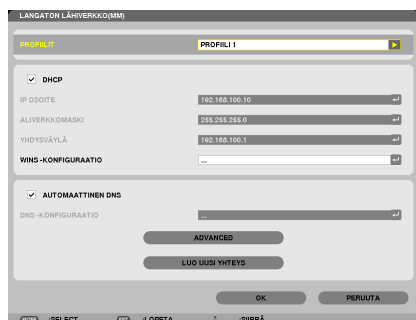 LANGATON LÄHIVERKKO(MM)
PROFIILIT PROFIILI 1
DHCP
IP OSOITE 192.168.100.10
ALIVERKKOMASKI 255.255.255.0
YHDYSVÄYLÄ 192.168.100.1
WINS -KONFIGURAATIO ...
AUTOMAATTINEN DNS
DNS -KONFIGURAATIO ...
ADVANCED
LUO UUSI YHTEYS
OK PERUUTA
ENTER :SELECT EXIT :LOPETA :SIIRRÄ